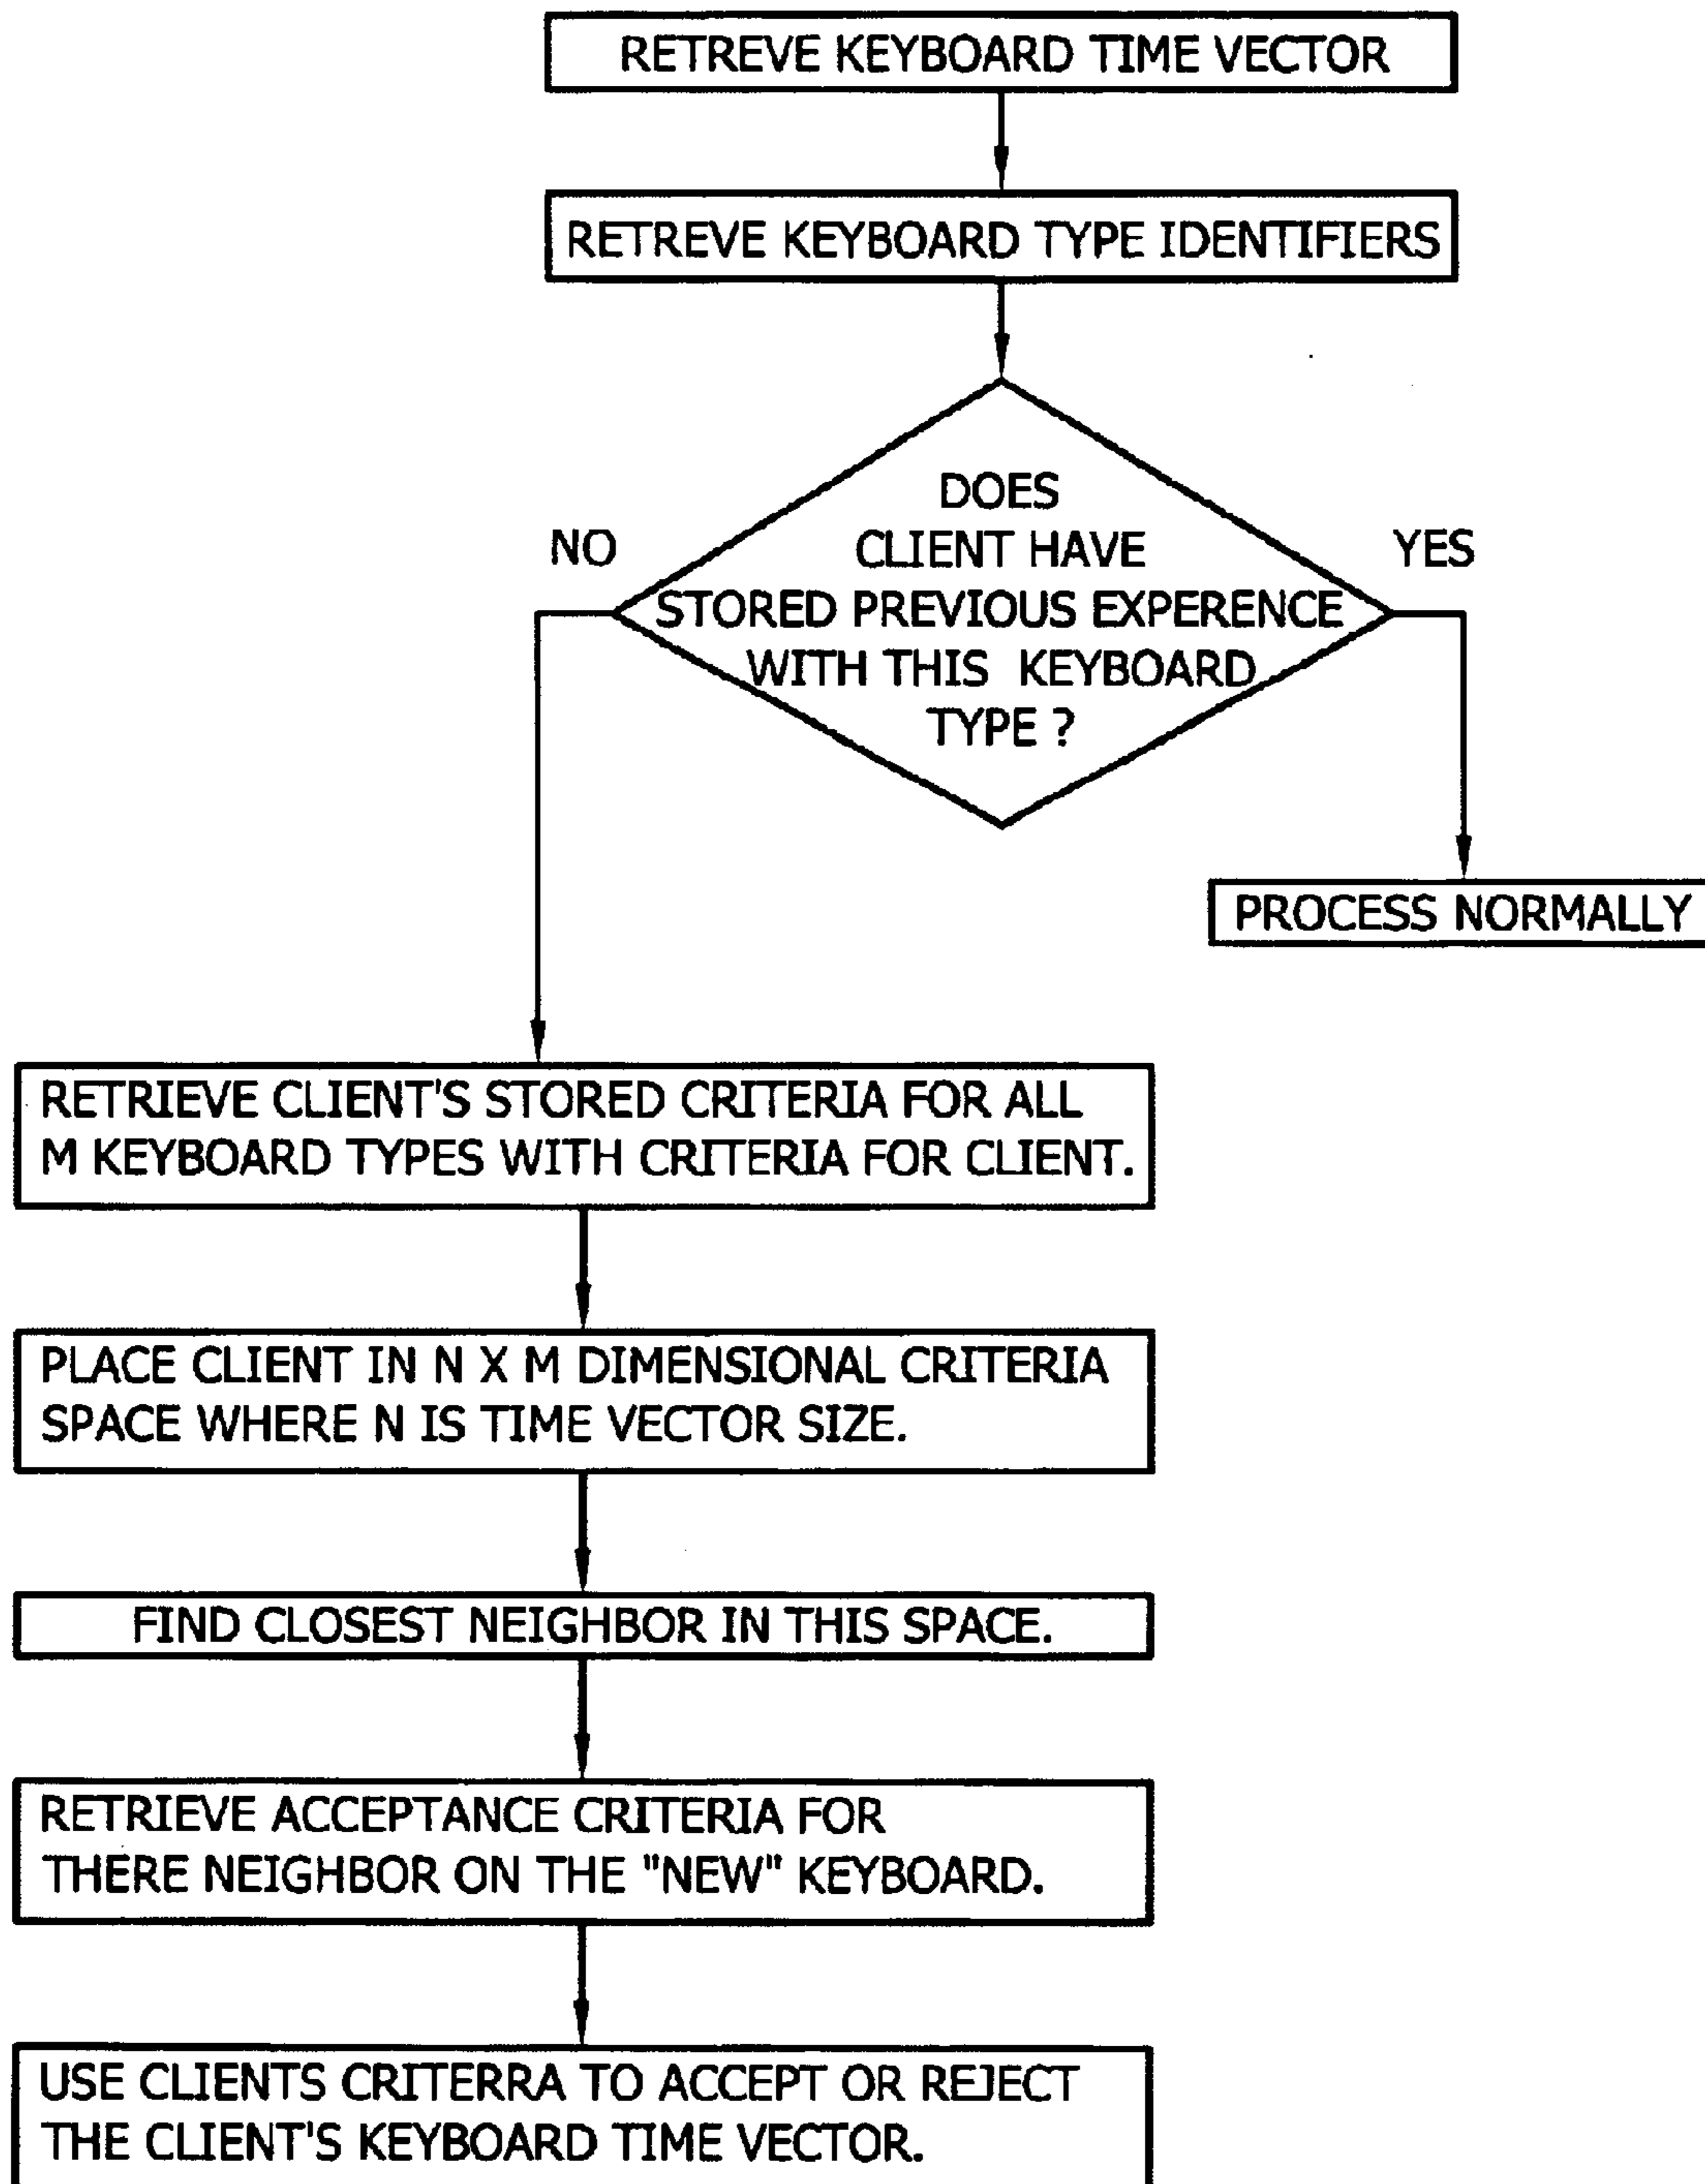 RETREVE KEYBOARD TIME VECTOR
RETREVE KEYBOARD TYPE IDENTIFIERS
DOES
CLIENT HAVE
STORED PREVIOUS EXPERENCE
WITH THIS KEYBOARD
TYPE ?
NO
YES
PROCESS NORMALLY
RETRIEVE CLIENT'S STORED CRITERIA FOR ALL
M KEYBOARD TYPES WITH CRITERIA FOR CLIENT.
PLACE CLIENT IN N X M DIMENSIONAL CRITERIA
SPACE WHERE N IS TIME VECTOR SIZE.
FIND CLOSEST NEIGHBOR IN THIS SPACE.
RETRIEVE ACCEPTANCE CRITERIA FOR
THERE NEIGHBOR ON THE "NEW" KEYBOARD.
USE CLIENTS CRITERRA TO ACCEPT OR REJECT
THE CLIENT'S KEYBOARD TIME VECTOR.